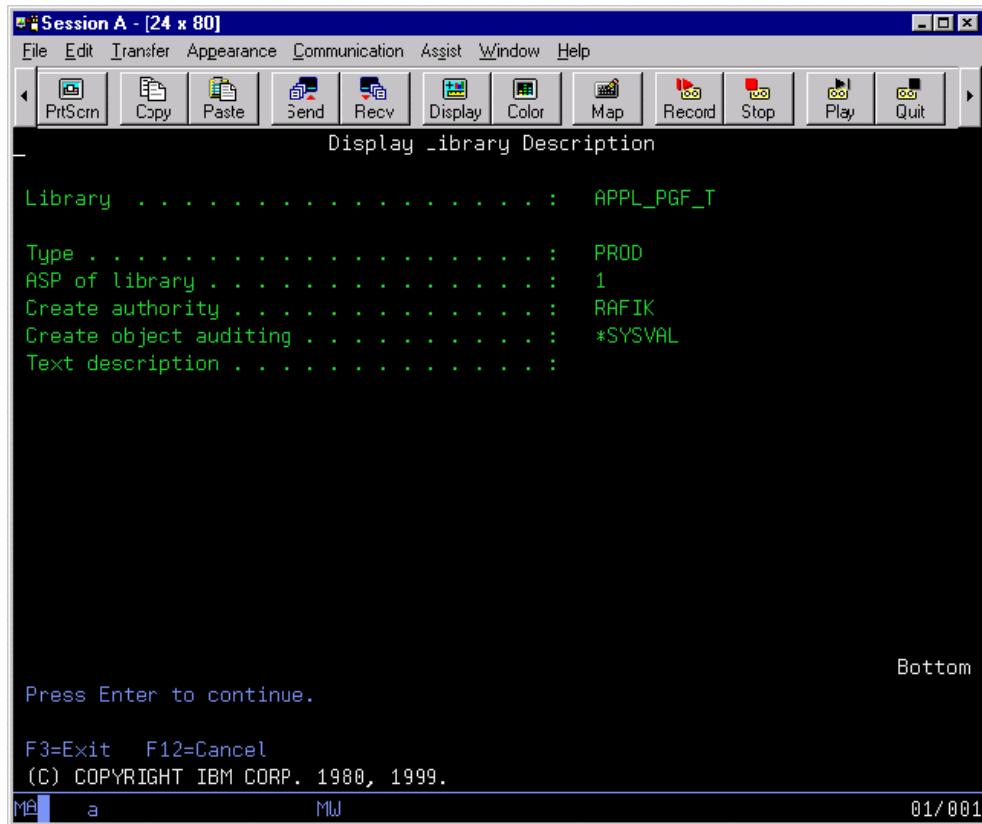 Session A - [24 x 80]
File Edit Transfer Appearance Communication Assist Window Help
PrtScrn Copy Paste Send Recv Display Color Map Record Stop Play Quit
Display Library Description
Library . . . . . . . . . . . . . . . . . . : APPL_PGF_T
Type . . . . . . . . . . . . . . . . . . . . : PROD
ASP of library . . . . . . . . . . . . . . . : 1
Create authority . . . . . . . . . . . . . . : RAFIK
Create object auditing . . . . . . . . . . . : *SYSVAL
Text description . . . . . . . . . . . . . . :
Bottom
Press Enter to continue.
F3=Exit F12=Cancel
(C) COPYRIGHT IBM CORP. 1980, 1999.
MA a MW 01/001